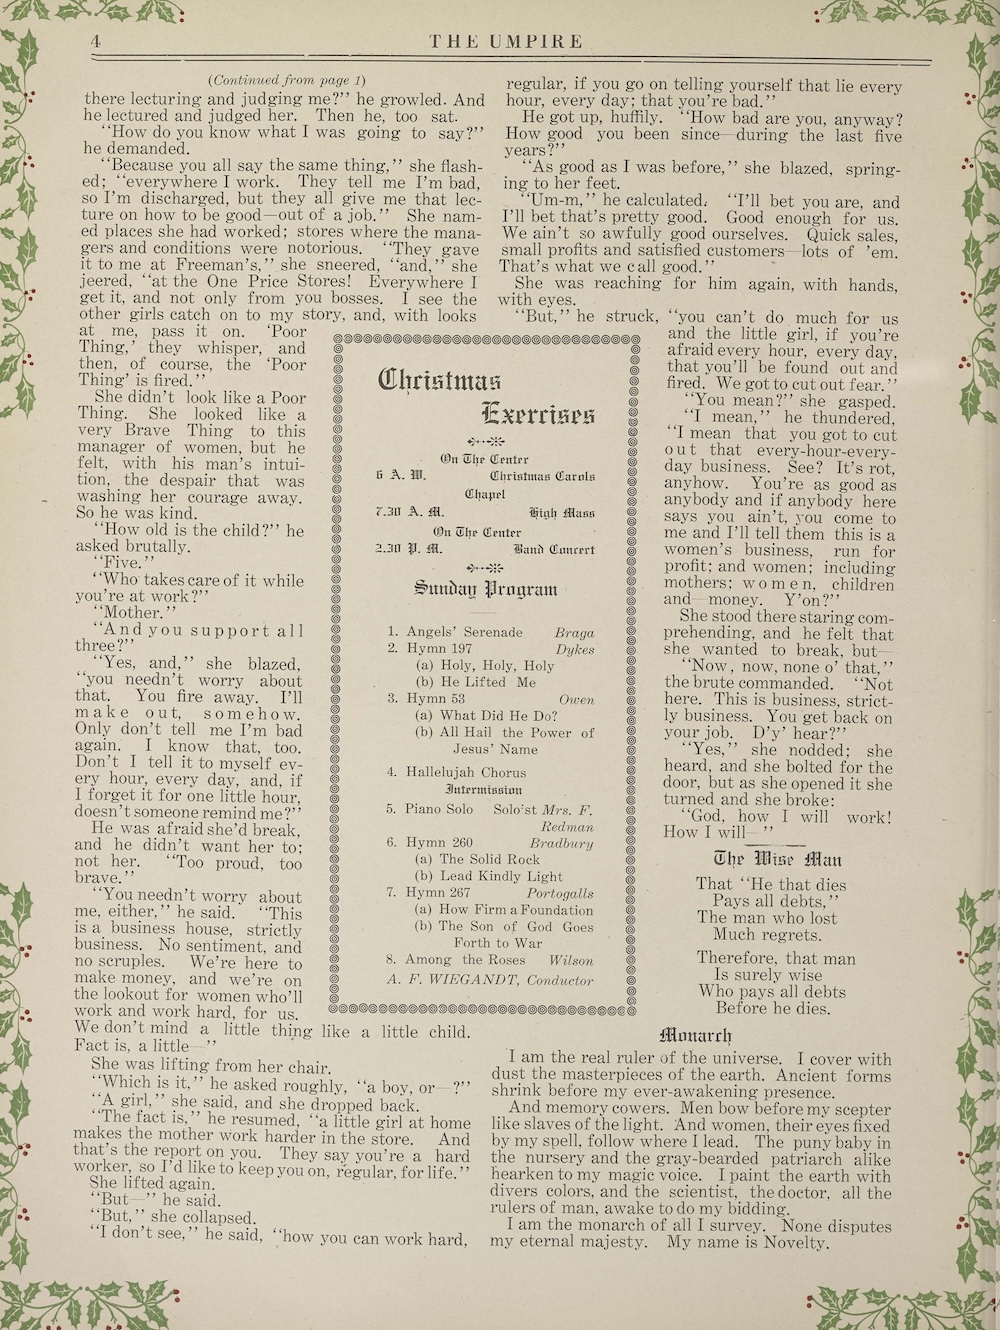 4
THE UMPIRE
(Continued from page 1)
there lecturing and judging me?" he growled. And
he lectured and judged her. Then he, too sat.
"How do you know what I was going to say?"
he demanded.
"Because you all say the same thing," she flash-
ed; "everywhere I work. They tell me I'm bad,
so I'm discharged, but they all give me that lec-
ture on how to be good—out of a job." She nam-
ed places she had worked; stores where the mana-
gers and conditions were notorious. "They gave
it to me at Freeman's," she sneered, "and," she
jeered, "at the One Price Stores! Everywhere I
get it, and not only from you bosses. I see the
other girls catch on to my story, and, with looks
at me, pass it on. 'Poor
Thing,' they whisper, and
then, of course, the 'Poor
Thing' is fired."
She didn't look like a Poor
Thing. She looked like a
very Brave Thing to this
manager of women, but he
felt, with his man's intui-
tion, the despair that was
washing her courage away.
So he was kind.
"How old is the child?" he
asked brutally.
"Five."
"Who takes care of it while
you're at work?"
"Mother."
"And you support all
three?"
"Yes, and," she blazed,
"you needn't worry about
that. You fire away. I'll
make out, somehow.
Only don't tell me I'm bad
again. I know that, too.
Don't I tell it to myself ev-
ery hour, every day, and, if
I forget it for one little hour,
doesn't someone remind me?"
He was afraid she'd break,
and he didn't want her to;
not her. "Too proud, too
brave."
"You needn't worry about
me, either," he said. "This
is a business house, strictly
business. No sentiment, and
no scruples. We're here to
make money, and we're on
the lookout for women who'll
work and work hard, for us.
We don't mind a little thing like a little child.
Fact is, a little—"
She was lifting from her chair.
"Which is it," he asked roughly, "a boy, or—?"
"A girl," she said, and she dropped back.
"The fact is," he resumed, "a little girl at home
makes the mother work harder in the store. And
that's the report on you. They say you're a hard
worker, so I'd like to keep you on, regular, for life."
She lifted again.
"But—" he said.
"But," she collapsed.
"I don't see," he said, "how you can work hard,
regular, if you go on telling yourself that lie every
hour, every day; that you're bad."
He got up, huffily. "How bad are you, anyway?
How good you been since—during the last five
years?"
"As good as I was before," she blazed, spring-
ing to her feet.
"Um-m," he calculated. "I'll bet you are, and
I'll bet that's pretty good. Good enough for us.
We ain't so awfully good ourselves. Quick sales,
small profits and satisfied customers—lots of 'em.
That's what we call good."
She was reaching for him again, with hands,
with eyes.
"But," he struck, "you can't do much for us
and the little girl, if you're
afraid every hour, every day,
that you'll be found out and
fired. We got to cut out fear."
"You mean?" she gasped.
"I mean," he thundered,
"I mean that you got to cut
out that every-hour-every-
day business. See? It's rot,
anyhow. You're as good as
anybody and if anybody here
says you ain't, you come to
me and I'll tell them this is a
women's business, run for
profit; and women; including
mothers; women, children
and—money. Y'on?"
She stood there staring com-
prehending, and he felt that
she wanted to break, but—
"Now, now, none o' that,"
the brute commanded. "Not
here. This is business, strict-
ly business. You get back on
your job. D'y' hear?"
"Yes," she nodded; she
heard, and she bolted for the
door, but as she opened it she
turned and she broke:
"God, how I will work!
How I will—"
Christmas
Exercises
On The Center
6 A. M. Christmas Carols
Chapel
7.30 A. M. High Mass
On The Center
2.30 P. M. Band Concert
Sunday Program
1. Angels' Serenade Braga
2. Hymn 197 Dykes
(a) Holy, Holy, Holy
(b) He Lifted Me
3. Hymn 53 Owen
(a) What Did He Do?
(b) All Hail the Power of
Jesus' Name
4. Hallelujah Chorus
Intermission
5. Piano Solo Soloist Mrs. F.
Redman
6. Hymn 260 Bradbury
(a) The Solid Rock
(b) Lead Kindly Light
7. Hymn 267 Portogalls
(a) How Firm a Foundation
(b) The Son of God Goes
Forth to War
8. Among the Roses Wilson
A. F. WIEGANDT, Conductor
The Wise Man
That "He that dies
Pays all debts,"
The man who lost
Much regrets.
Therefore, that man
Is surely wise
Who pays all debts
Before he dies.
Monarch
I am the real ruler of the universe. I cover with
dust the masterpieces of the earth. Ancient forms
shrink before my ever-awakening presence.
And memory cowers. Men bow before my scepter
like slaves of the light. And women, their eyes fixed
by my spell, follow where I lead. The puny baby in
the nursery and the gray-bearded patriarch alike
hearken to my magic voice. I paint the earth with
divers colors, and the scientist, the doctor, all the
rulers of man, awake to do my bidding.
I am the monarch of all I survey. None disputes
my eternal majesty. My name is Novelty.